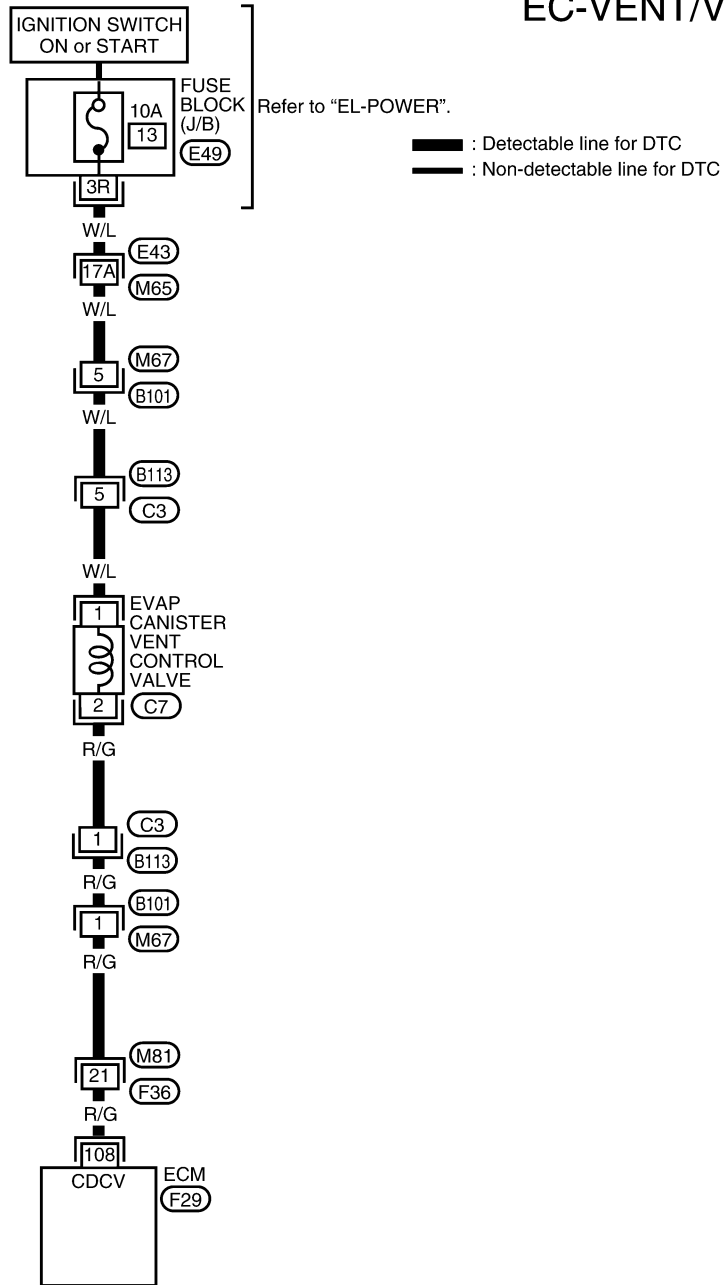 EC-VENT/V
IGNITION SWITCH
ON or START
FUSE
BLOCK
(J/B)
10A
13
E49
Refer to “EL-POWER”.
: Detectable line for DTC
: Non-detectable line for DTC
3R
W/L
E43
17A
M65
W/L
M67
5
B101
W/L
B113
5
C3
W/L
1
EVAP
CANISTER
VENT
CONTROL
VALVE
2
C7
R/G
C3
1
B113
R/G
B101
1
M67
R/G
M81
21
F36
R/G
108
CDCV
ECM
F29